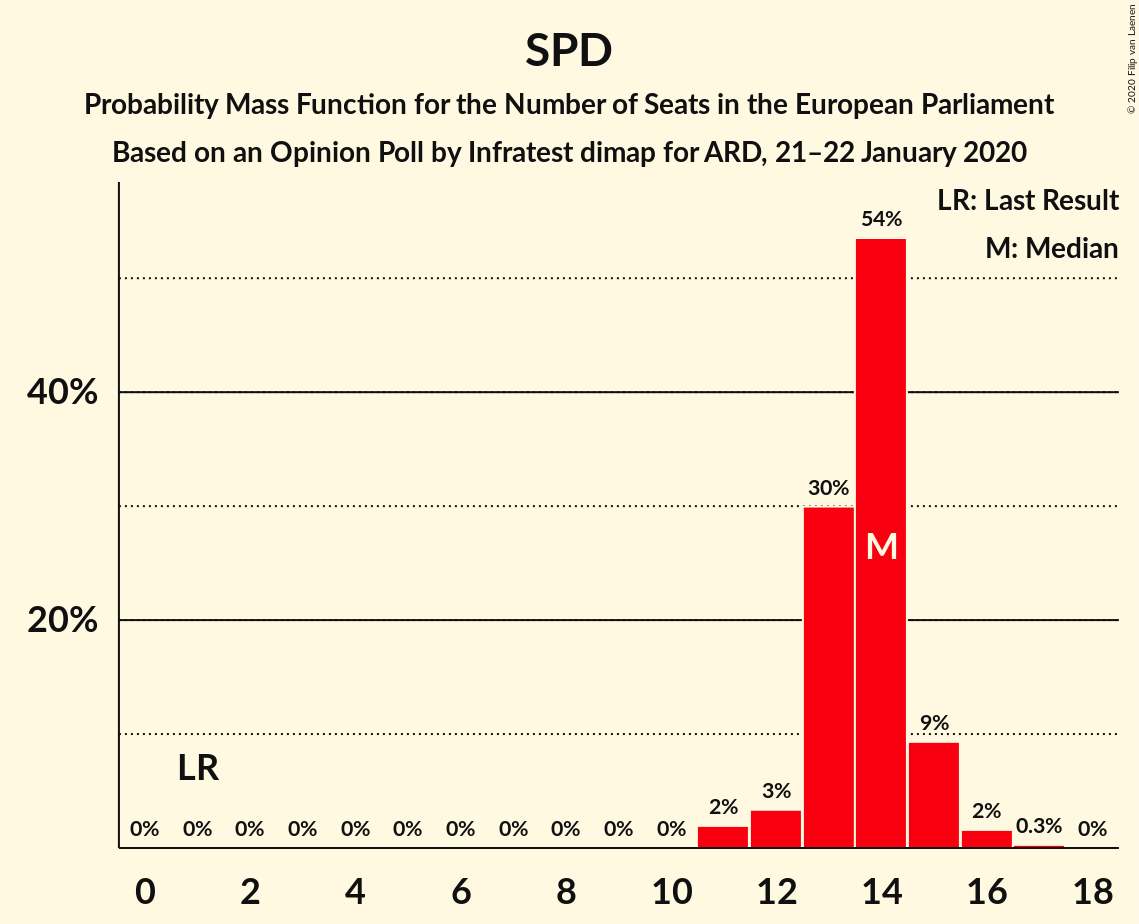 SPD
Probability Mass Function for the Number of Seats in the European Parliament
Based on an Opinion Poll by Infratest dimap for ARD, 21–22 January 2020
© 2020 Filip van Laenen
LR: Last Result
M: Median
54%
40%
30%
M
20%
9%
LR
3%
2%
2%
0% 0% 0% 0% 0% 0% 0% 0% 0% 0% 0% 0.3% 0%
0 2 4 6 8 10 12 14 16 18